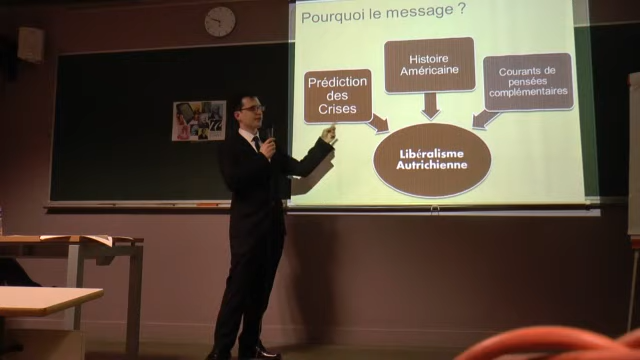 Pourquoi le message ?
Prédiction
des
Crises
Histoire
Américaine
Courants de
pensées
complémentaires
Libéralisme
Autrichienne